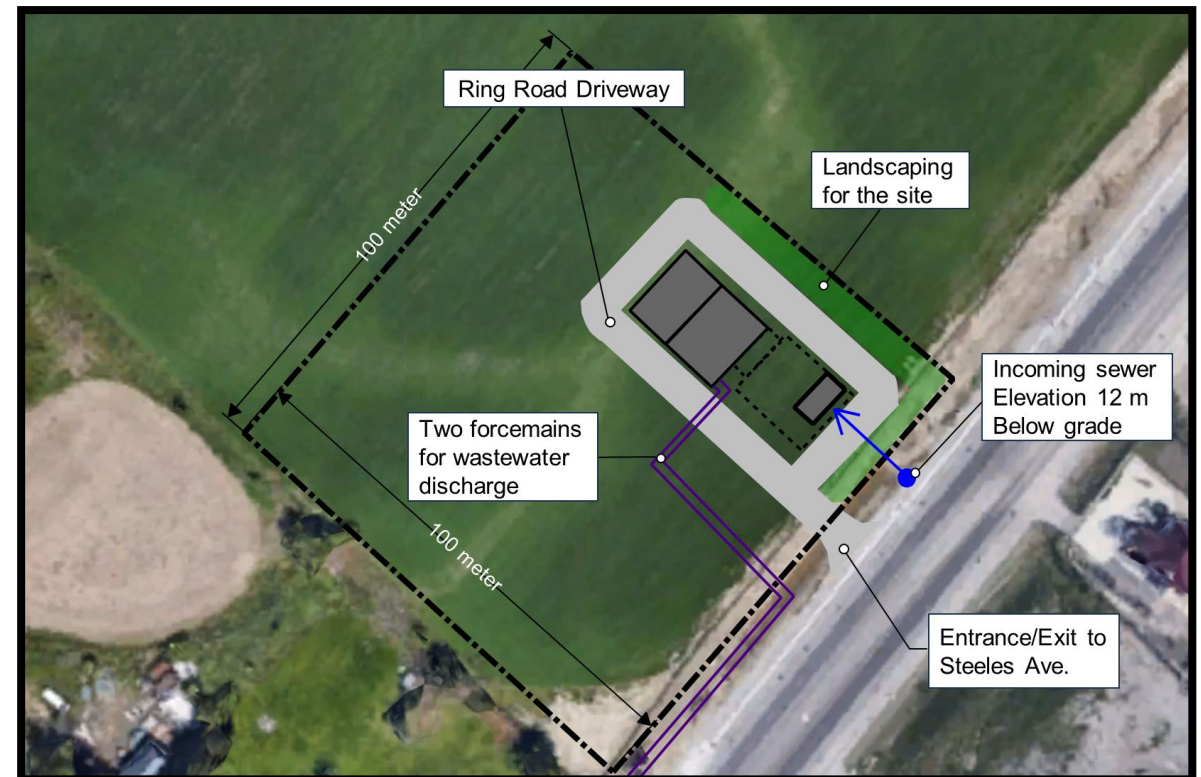 Ring Road Driveway
Landscaping
for the site
100 meter
Incoming sewer
Elevation 12 m
Below grade
Two forcemains
for wastewater
discharge
100 meter
Entrance/Exit to
Steeles Ave.